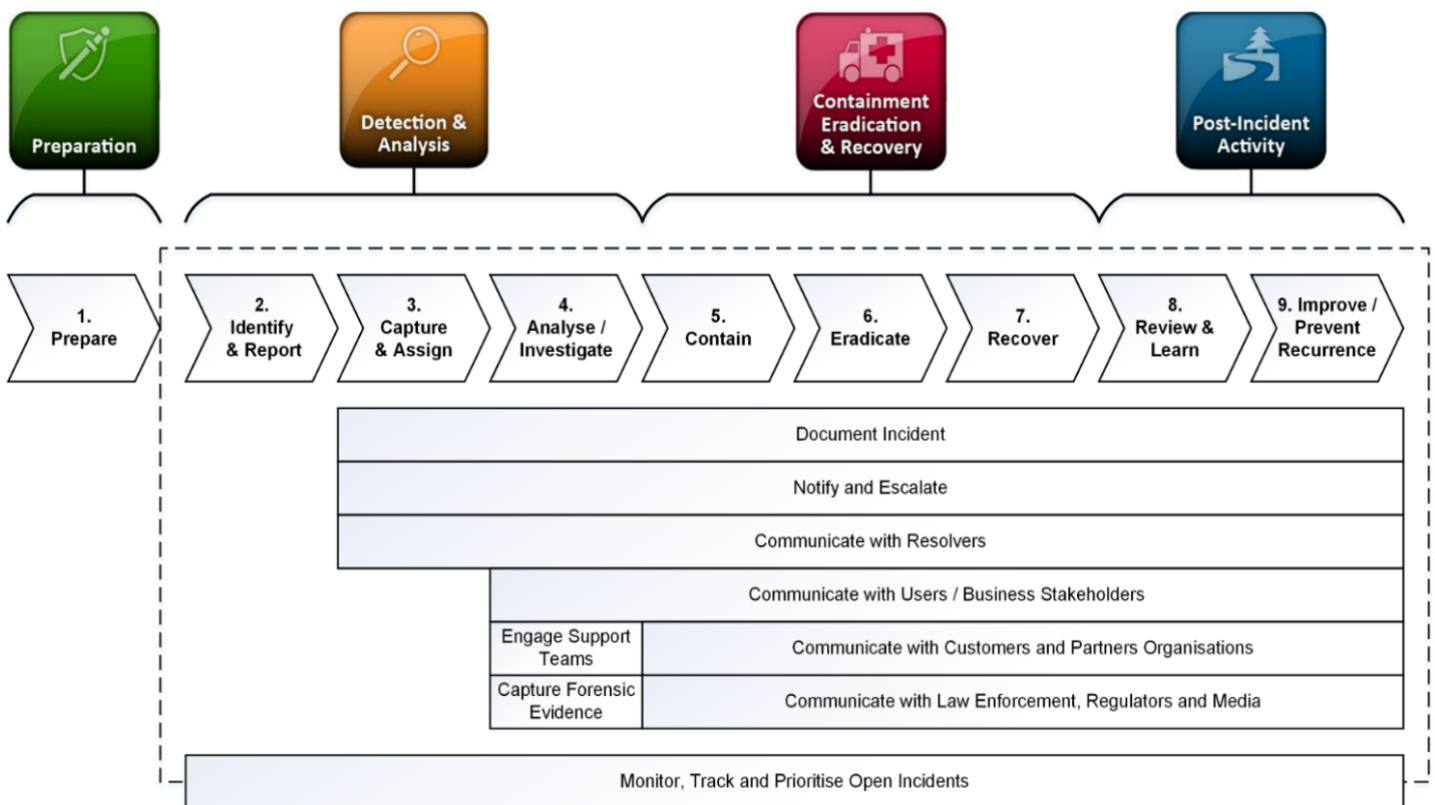 Preparation
Detection &
Analysis
Containment
Eradication
& Recovery
Post-Incident
Activity
1.
Prepare
2.
Identify
& Report
3.
Capture
& Assign
4.
Analyse /
Investigate
5.
Contain
6.
Eradicate
7.
Recover
8.
Review &
Learn
9. Improve /
Prevent
Recurrence
Document Incident
Notify and Escalate
Communicate with Resolvers
Communicate with Users / Business Stakeholders
Engage Support
Teams
Communicate with Customers and Partners Organisations
Capture Forensic
Evidence
Communicate with Law Enforcement, Regulators and Media
Monitor, Track and Prioritise Open Incidents